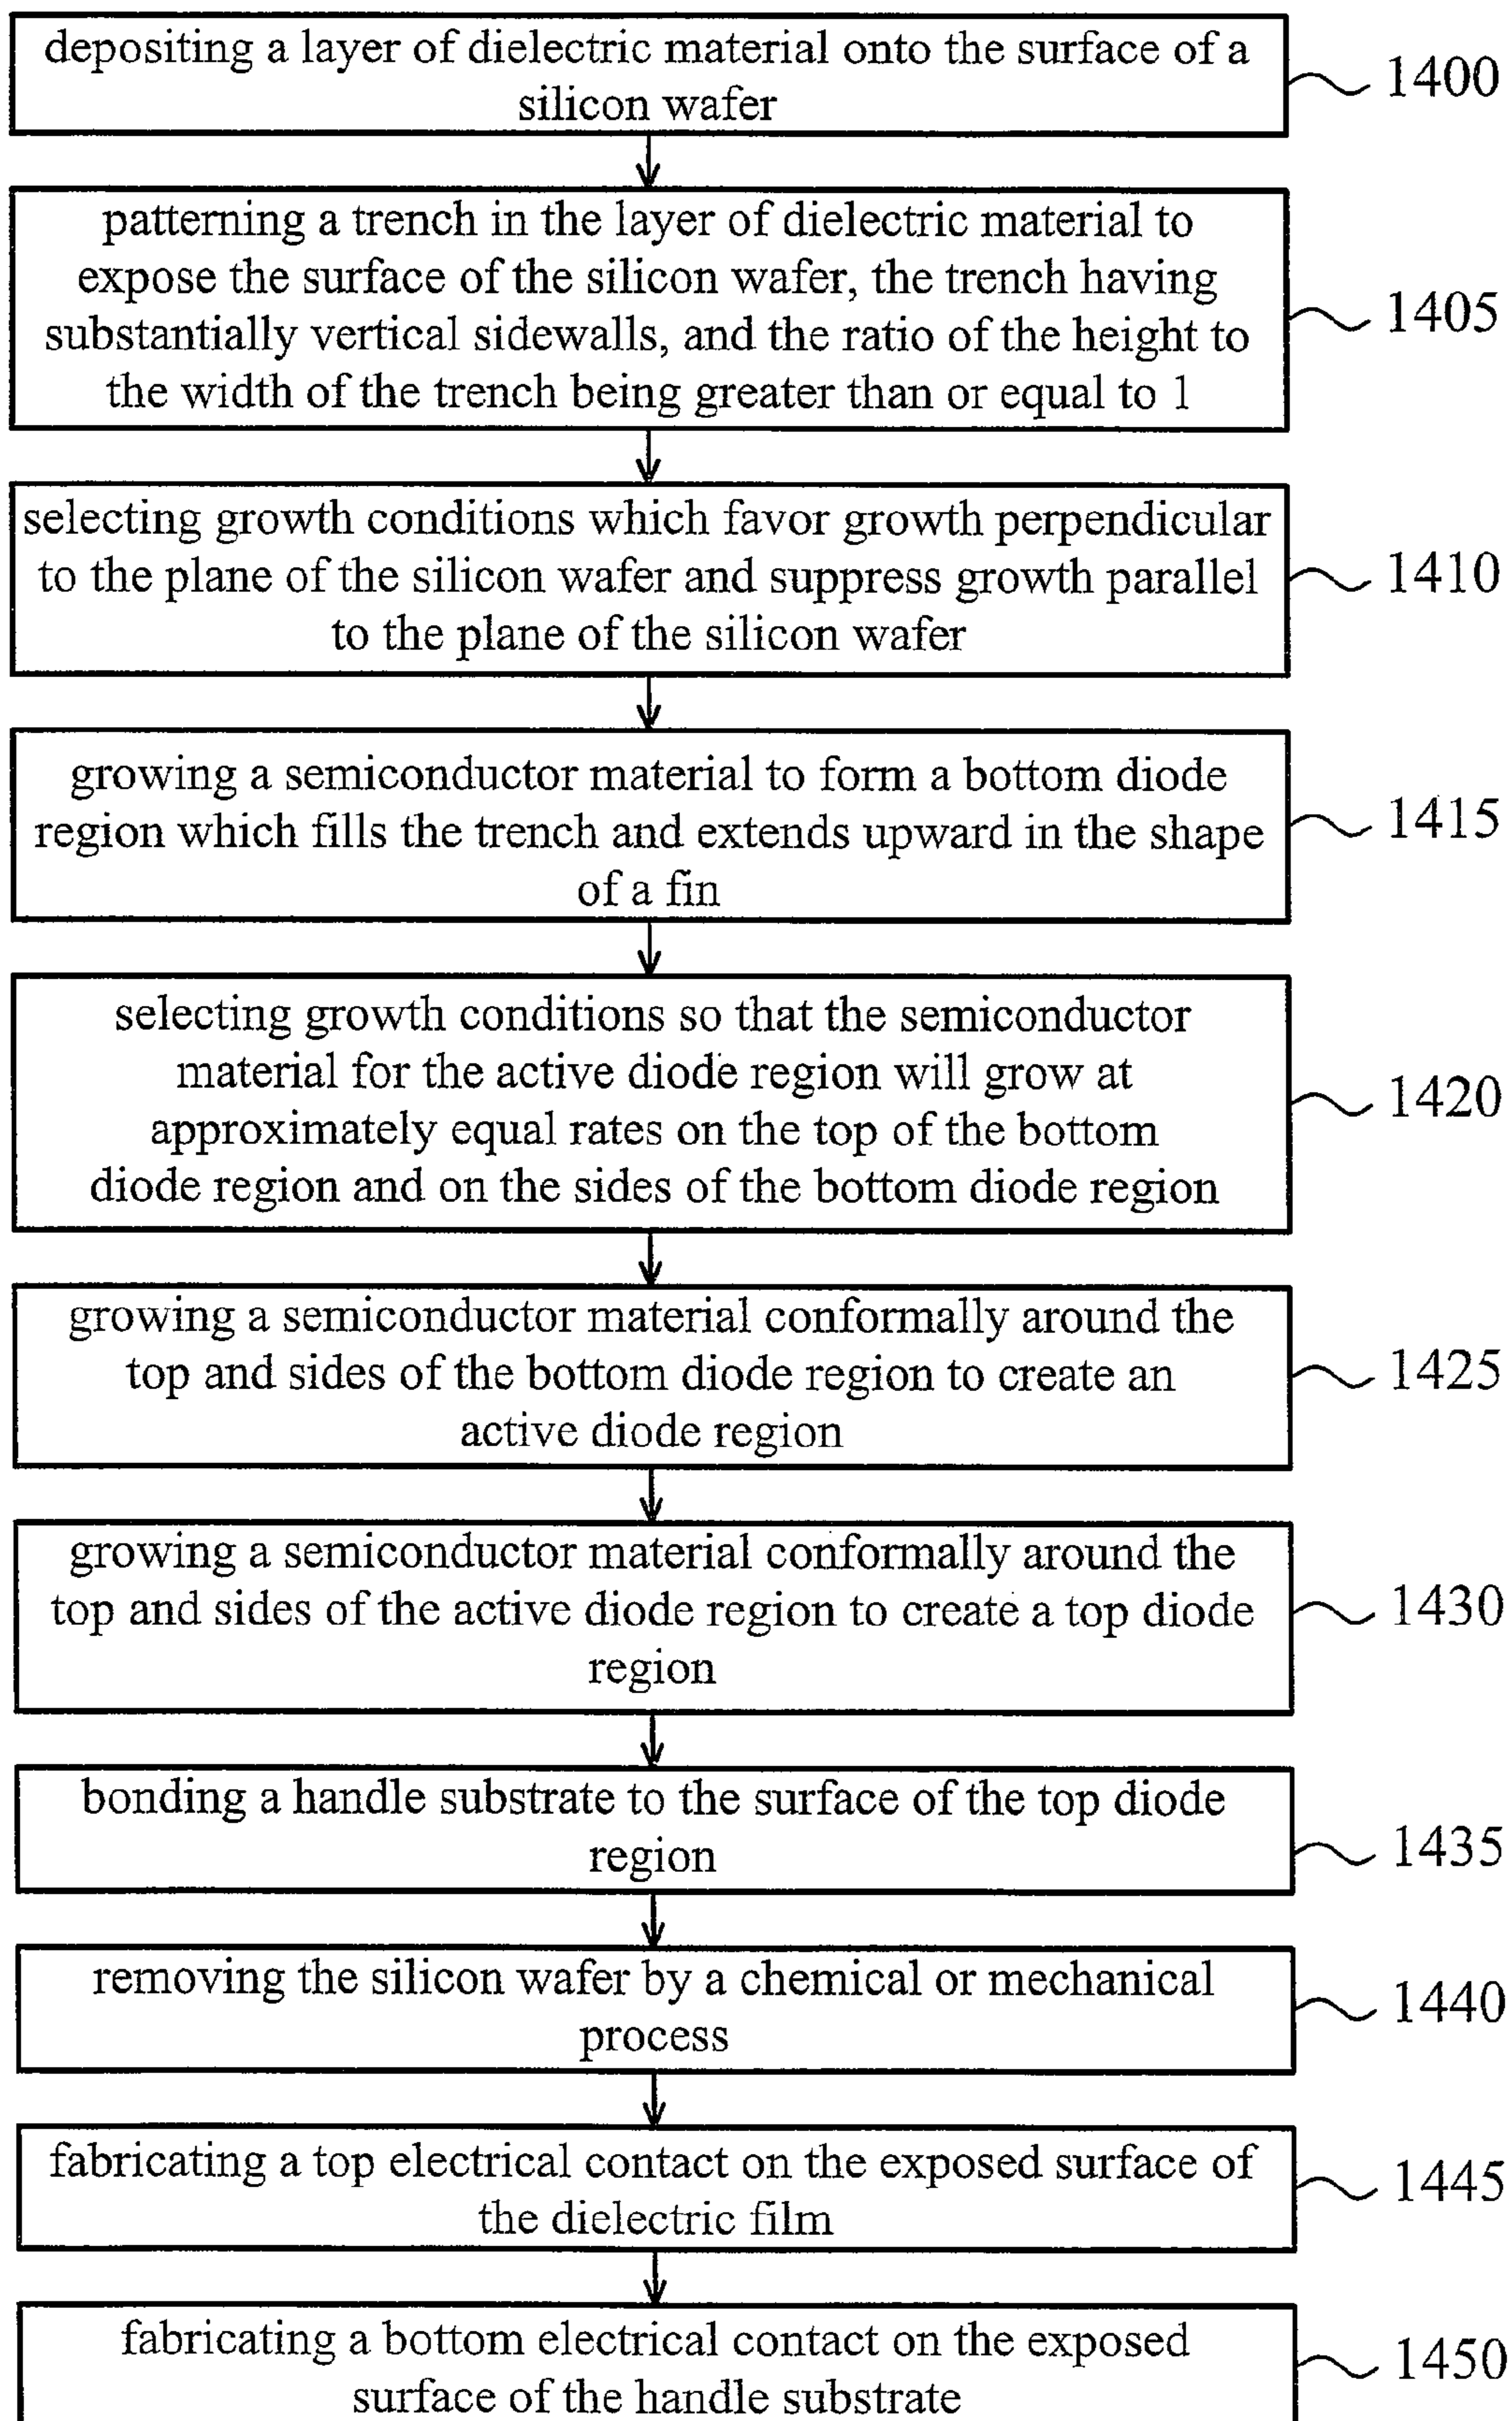 depositing a layer of dielectric material onto the surface of a
silicon wafer
1400
patterning a trench in the layer of dielectric material to
expose the surface of the silicon wafer, the trench having
substantially vertical sidewalls, and the ratio of the height to
the width of the trench being greater than or equal to 1
1405
selecting growth conditions which favor growth perpendicular
to the plane of the silicon wafer and suppress growth parallel
to the plane of the silicon wafer
1410
growing a semiconductor material to form a bottom diode
region which fills the trench and extends upward in the shape
of a fin
1415
selecting growth conditions so that the semiconductor
material for the active diode region will grow at
approximately equal rates on the top of the bottom
diode region and on the sides of the bottom diode region
1420
growing a semiconductor material conformally around the
top and sides of the bottom diode region to create an
active diode region
1425
growing a semiconductor material conformally around the
top and sides of the active diode region to create a top diode
region
1430
bonding a handle substrate to the surface of the top diode
region
1435
removing the silicon wafer by a chemical or mechanical
process
1440
fabricating a top electrical contact on the exposed surface of
the dielectric film
1445
fabricating a bottom electrical contact on the exposed
surface of the handle substrate
1450